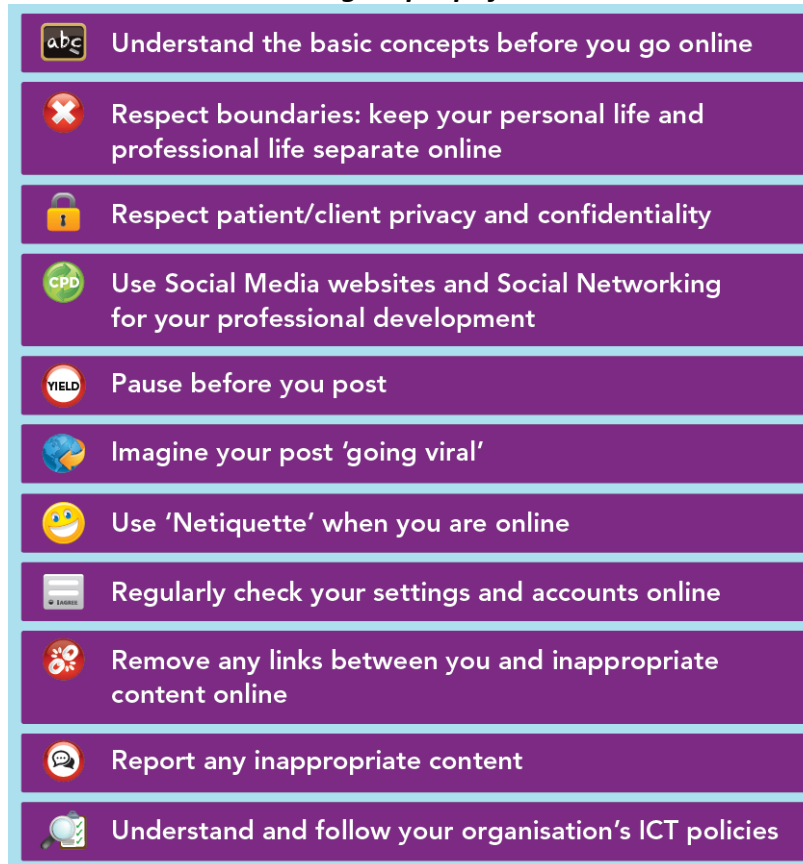 abc
Understand the basic concepts before you go online
Respect boundaries: keep your personal life and
professional life separate online
Respect patient/client privacy and confidentiality
CPD
Use Social Media websites and Social Networking
for your professional development
YIELD
Pause before you post
Imagine your post ‘going viral’
Use ‘Netiquette’ when you are online
I AGREE
Regularly check your settings and accounts online
Remove any links between you and inappropriate
content online
Report any inappropriate content
Understand and follow your organisation’s ICT policies